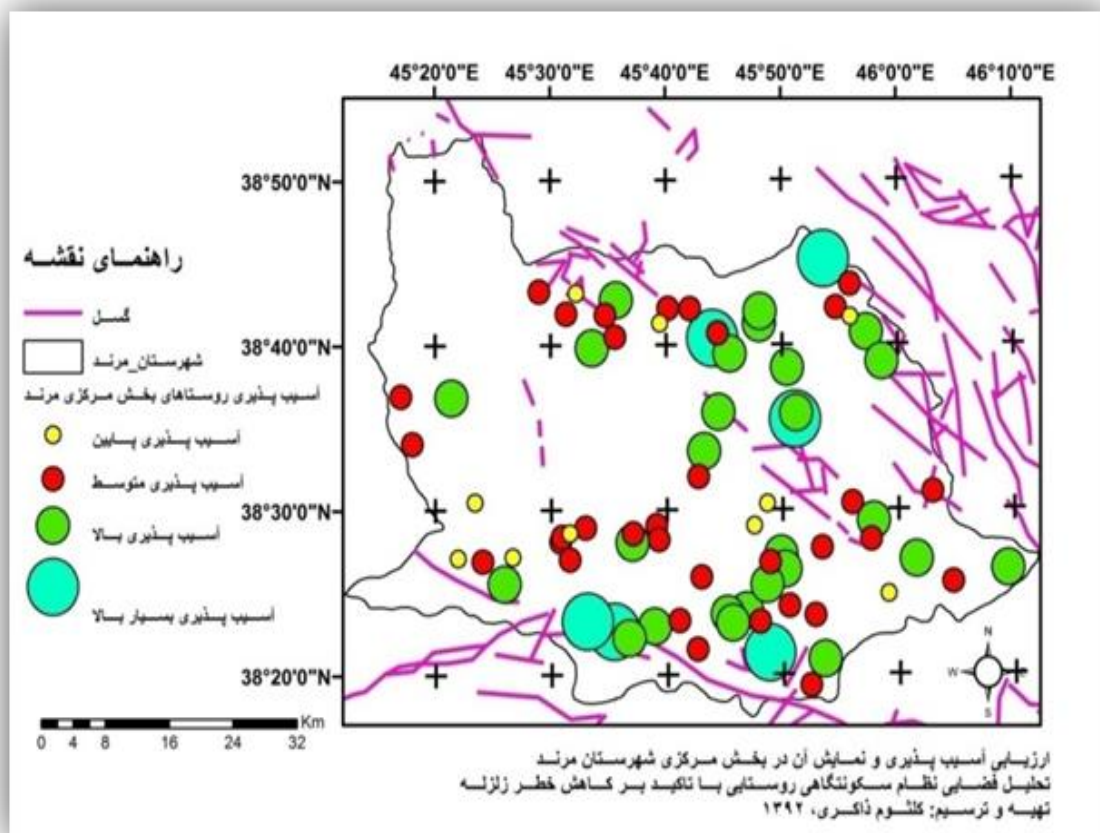 45°20'0"E 45°30'0"E 45°40'0"E 45°50'0"E 46°0'0"E 46°10'0"E
38°50'0"N
38°40'0"N
38°30'0"N
38°20'0"N
راهنمای نقشه
گسل
شهرستان_مرند
آسیب پذیری روستاهای بخش مرکزی مرند
آسیب پذیری پایین
آسیب پذیری متوسط
آسیب پذیری بالا
آسیب پذیری بسیار بالا
N
W
S
Km
0 4 8 16 24 32
ارزیابی آسیب پذیری و نمایش آن در بخش مرکزی شهرستان مرند
تحلیل فضایی نظام سکونتگاهی روستایی با تاکید بر کاهش خطر زلزله
تهیه و ترسیم: کلثوم ذاکری، ۱۳۹۲